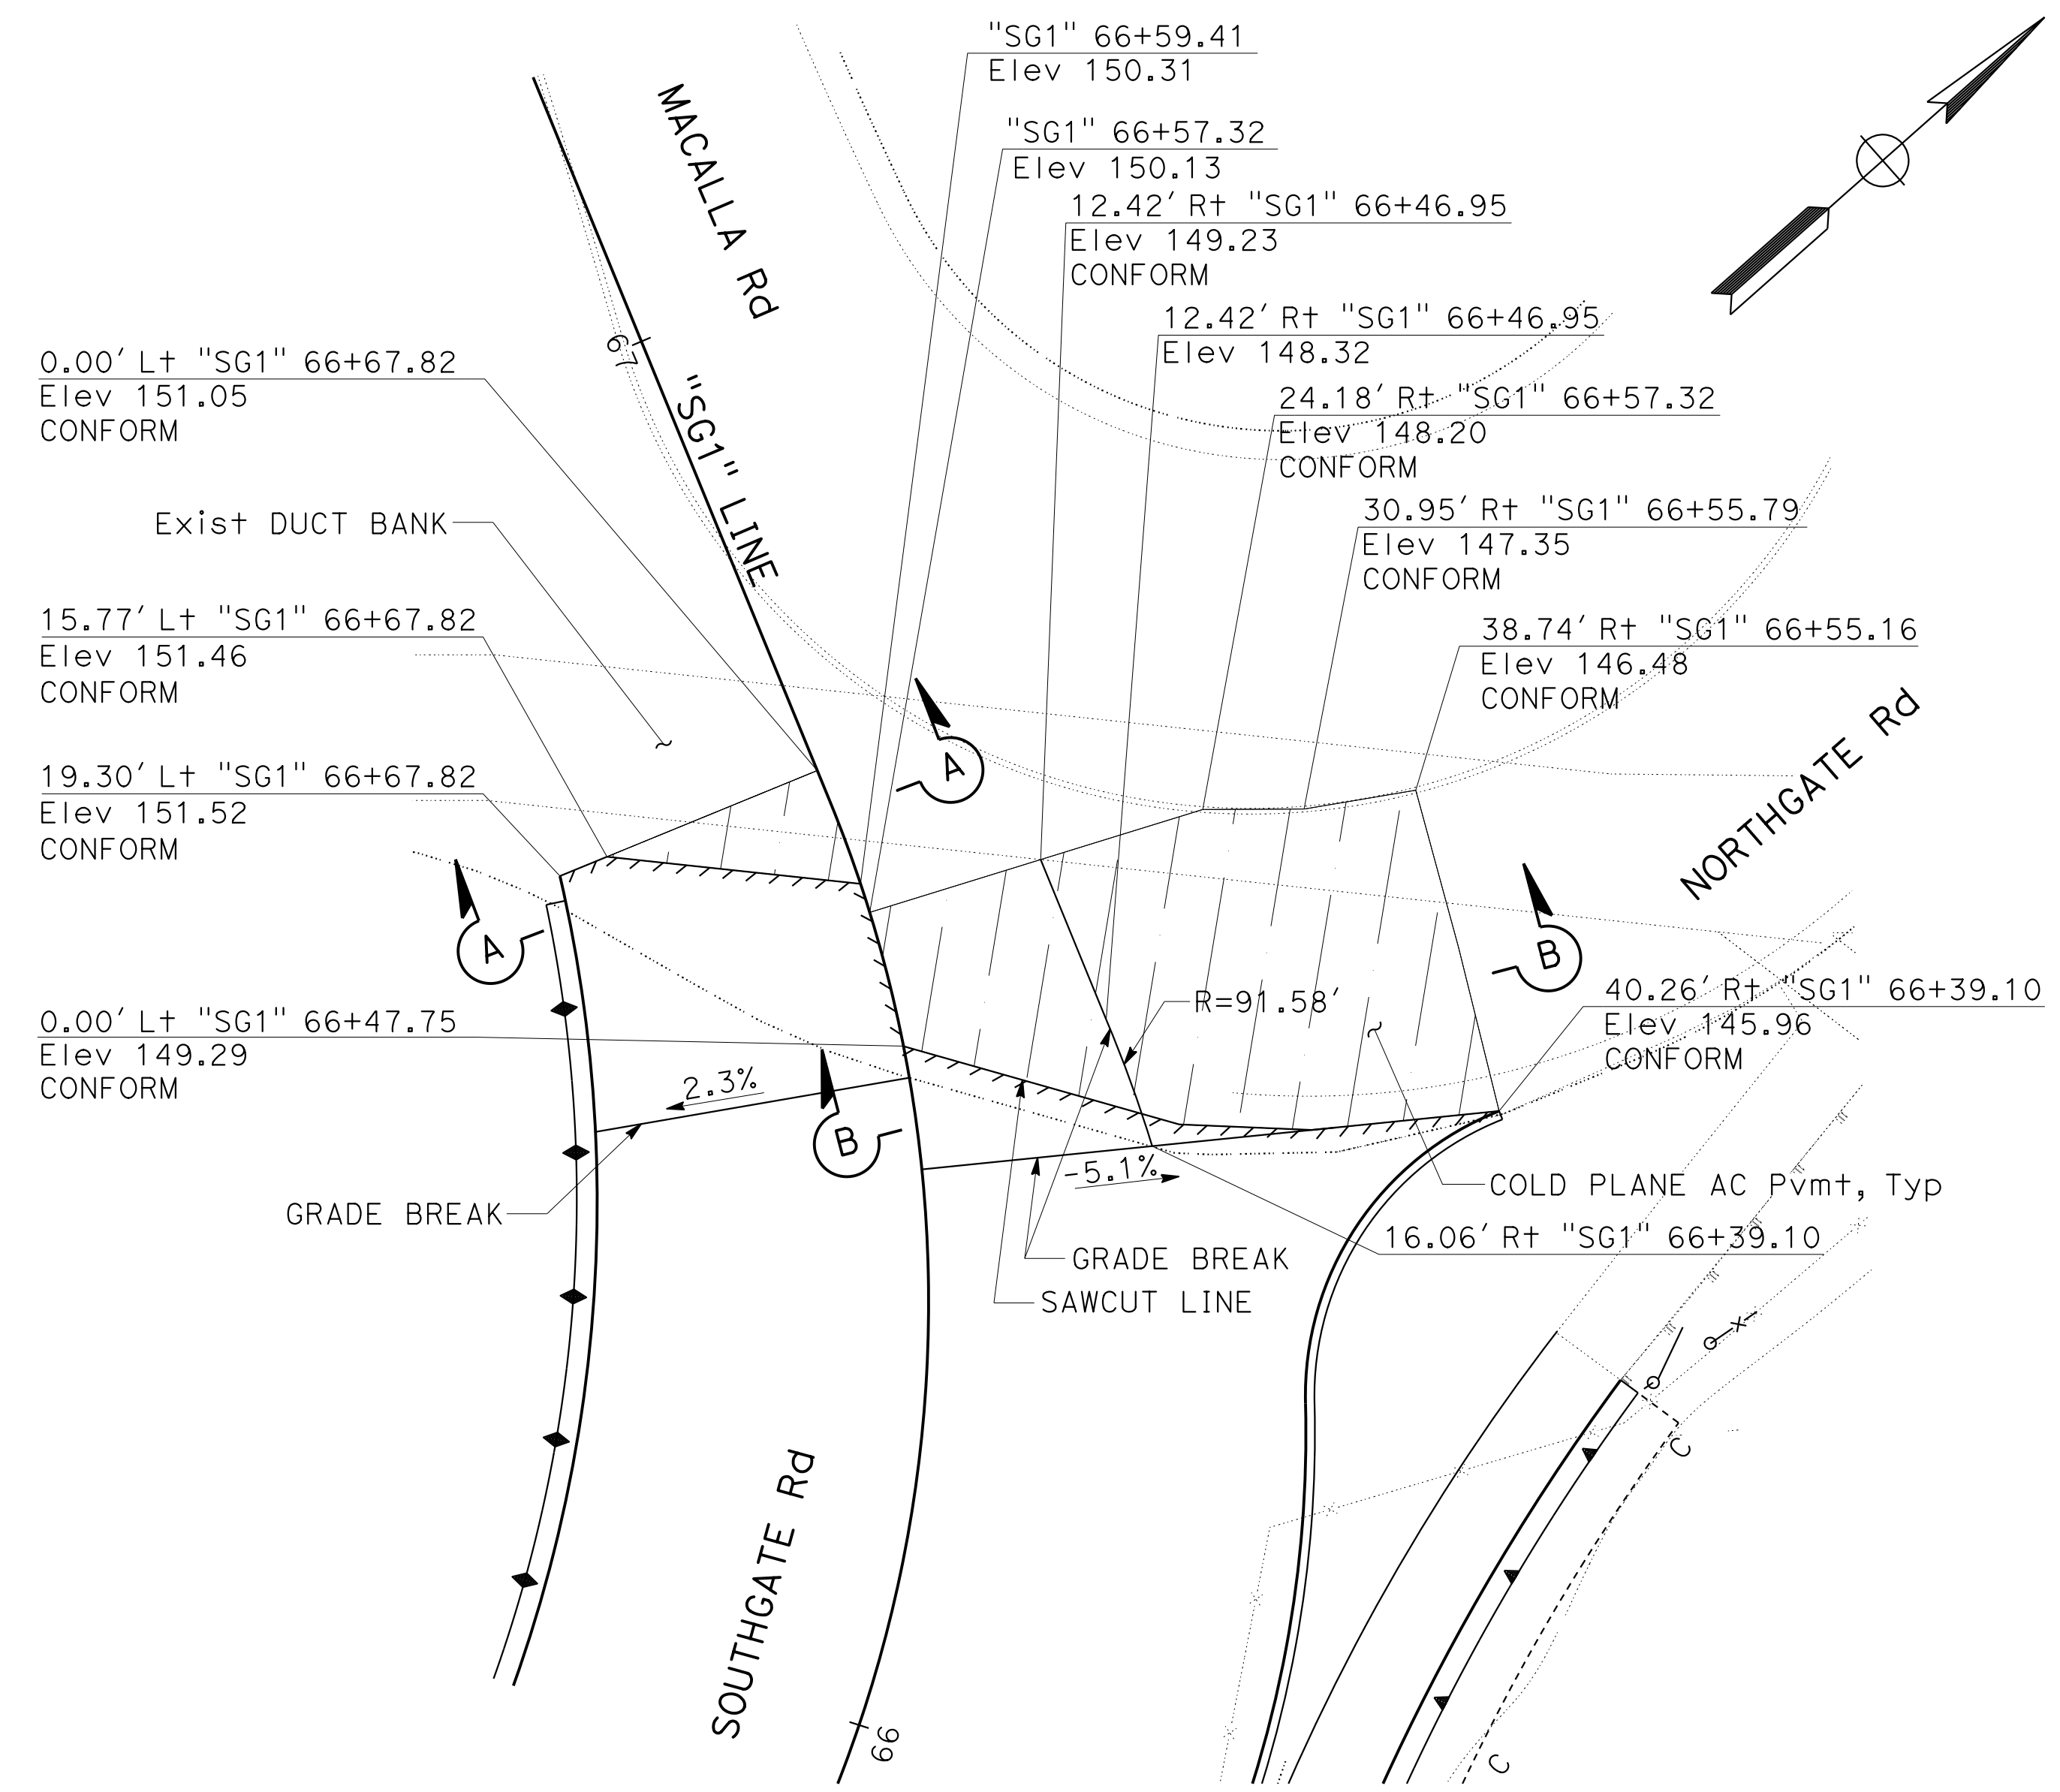 "SG1" 66+59.41
Elev 150.31
MACALLA Rd
"SG1" 66+57.32
Elev 150.13
12.42' Rt "SG1" 66+46.95
Elev 149.23
CONFORM
12.42' Rt "SG1" 66+46.95
Elev 148.32
67
0.00' Lt "SG1" 66+67.82
Elev 151.05
CONFORM
"SG1" LINE
24.18' Rt "SG1" 66+57.32
Elev 148.20
CONFORM
Exist DUCT BANK
30.95' Rt "SG1" 66+55.79
Elev 147.35
CONFORM
15.77' Lt "SG1" 66+67.82
Elev 151.46
CONFORM
38.74' Rt "SG1" 66+55.16
Elev 146.48
CONFORM
NORTHGATE Rd
19.30' Lt "SG1" 66+67.82
Elev 151.52
CONFORM
A
A
B
40.26' Rt "SG1" 66+39.10
Elev 145.96
CONFORM
R=91.58'
0.00' Lt "SG1" 66+47.75
Elev 149.29
CONFORM
2.3%
B
-5.1%
COLD PLANE AC Pvmt, Typ
GRADE BREAK
16.06' Rt "SG1" 66+39.10
GRADE BREAK
SAWCUT LINE
x
C
SOUTHGATE Rd
66
C